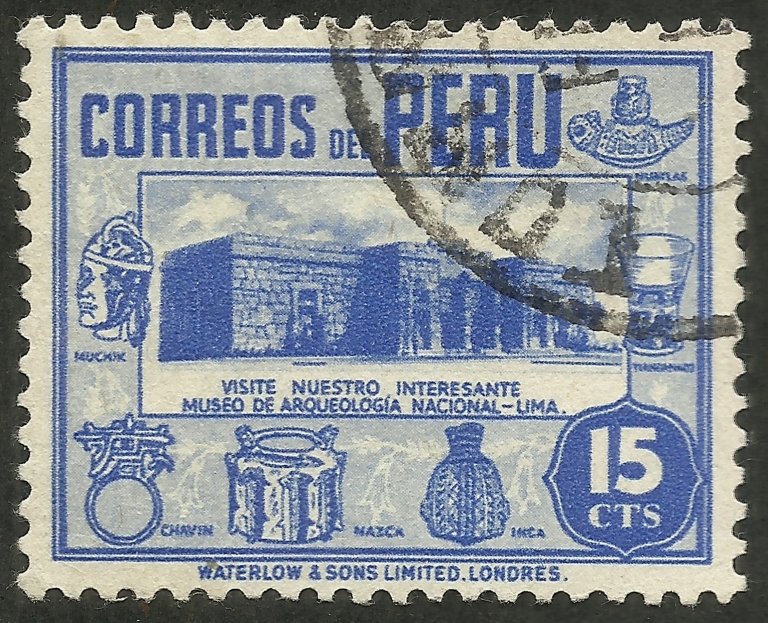 CORREOS DEL PERU
MUCHIK
VISITE NUESTRO INTERESANTE
MUSEO DE ARQUEOLOGÍA NACIONAL-LIMA.
CHAVIN
NAZCA
INCA
15
CTS
WATERLOW & SONS LIMITED. LONDRES.